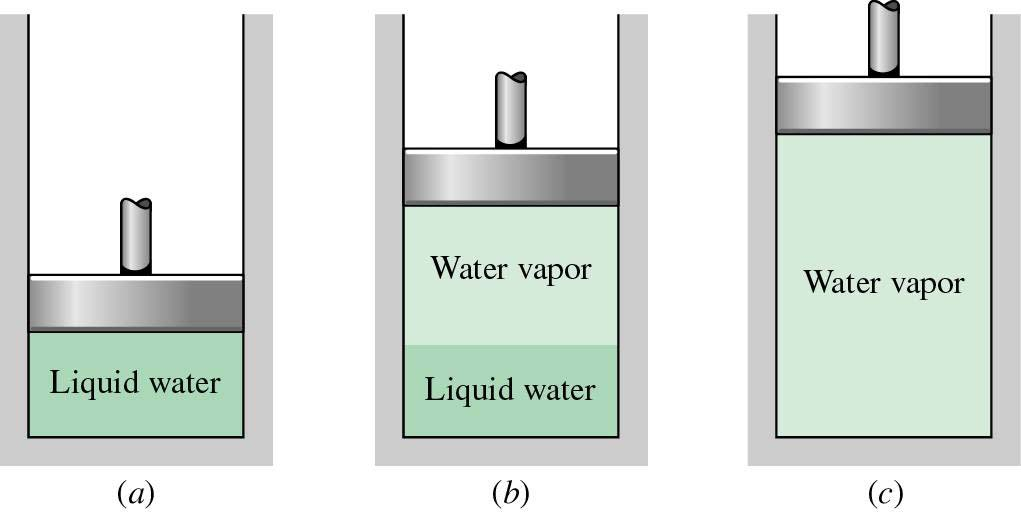 Liquid water
Water vapor
Liquid water
Water vapor
(a)
(b)
(c)